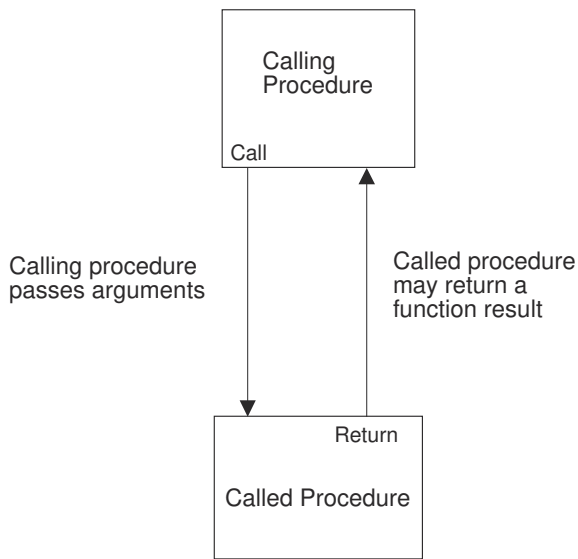 Calling
Procedure
Call
Calling procedure
passes arguments
Called procedure
may return a
function result
Return
Called Procedure